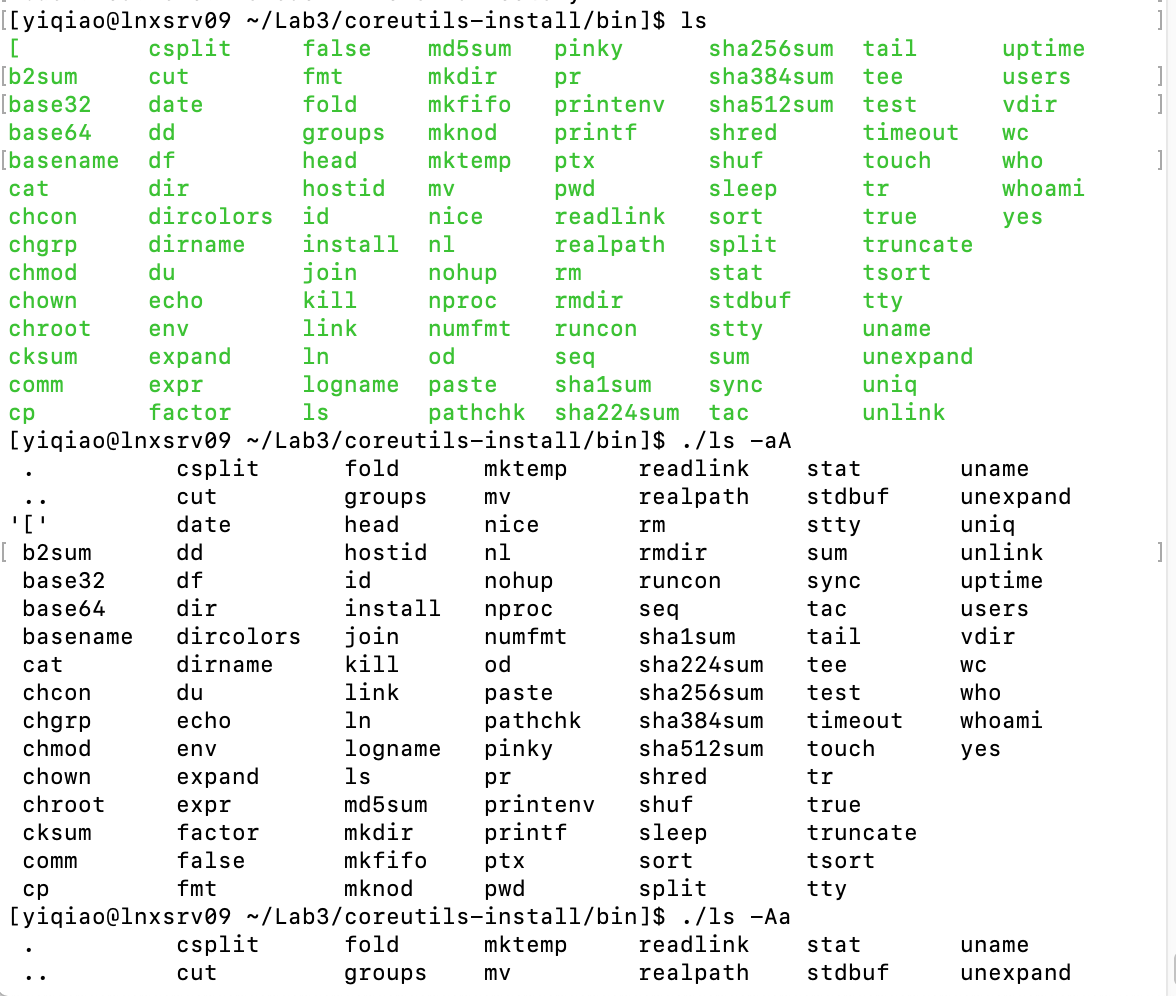 [[yiqiao@lnxsrv09 ~/Lab3/coreutils-install/bin]$ ls ]
[ csplit false md5sum pinky sha256sum tail uptime
[b2sum cut fmt mkdir pr sha384sum tee users ]
[base32 date fold mkfifo printenv sha512sum test vdir ]
base64 dd groups mknod printf shred timeout wc
[basename df head mktemp ptx shuf touch who ]
cat dir hostid mv pwd sleep tr whoami
chcon dircolors id nice readlink sort true yes
chgrp dirname install nl realpath split truncate
chmod du join nohup rm stat tsort
chown echo kill nproc rmdir stdbuf tty
chroot env link numfmt runcon stty uname
cksum expand ln od seq sum unexpand
comm expr logname paste sha1sum sync uniq
cp factor ls pathchk sha224sum tac unlink
[yiqiao@lnxsrv09 ~/Lab3/coreutils-install/bin]$ ./ls -aA
. csplit fold mktemp readlink stat uname
.. cut groups mv realpath stdbuf unexpand
'[' date head nice rm stty uniq
[ b2sum dd hostid nl rmdir sum unlink ]
base32 df id nohup runcon sync uptime
base64 dir install nproc seq tac users
basename dircolors join numfmt sha1sum tail vdir
cat dirname kill od sha224sum tee wc
chcon du link paste sha256sum test who
chgrp echo ln pathchk sha384sum timeout whoami
chmod env logname pinky sha512sum touch yes
chown expand ls pr shred tr
chroot expr md5sum printenv shuf true
cksum factor mkdir printf sleep truncate
comm false mkfifo ptx sort tsort
cp fmt mknod pwd split tty
[yiqiao@lnxsrv09 ~/Lab3/coreutils-install/bin]$ ./ls -Aa
. csplit fold mktemp readlink stat uname
.. cut groups mv realpath stdbuf unexpand